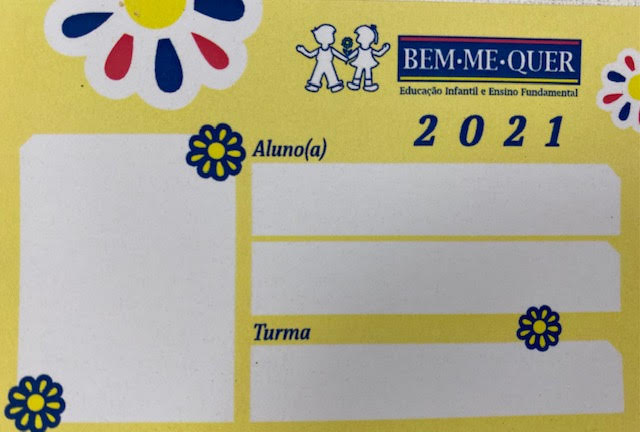 BEM·ME·QUER
Educação Infantil e Ensino Fundamental
2021
Aluno(a)
Turma